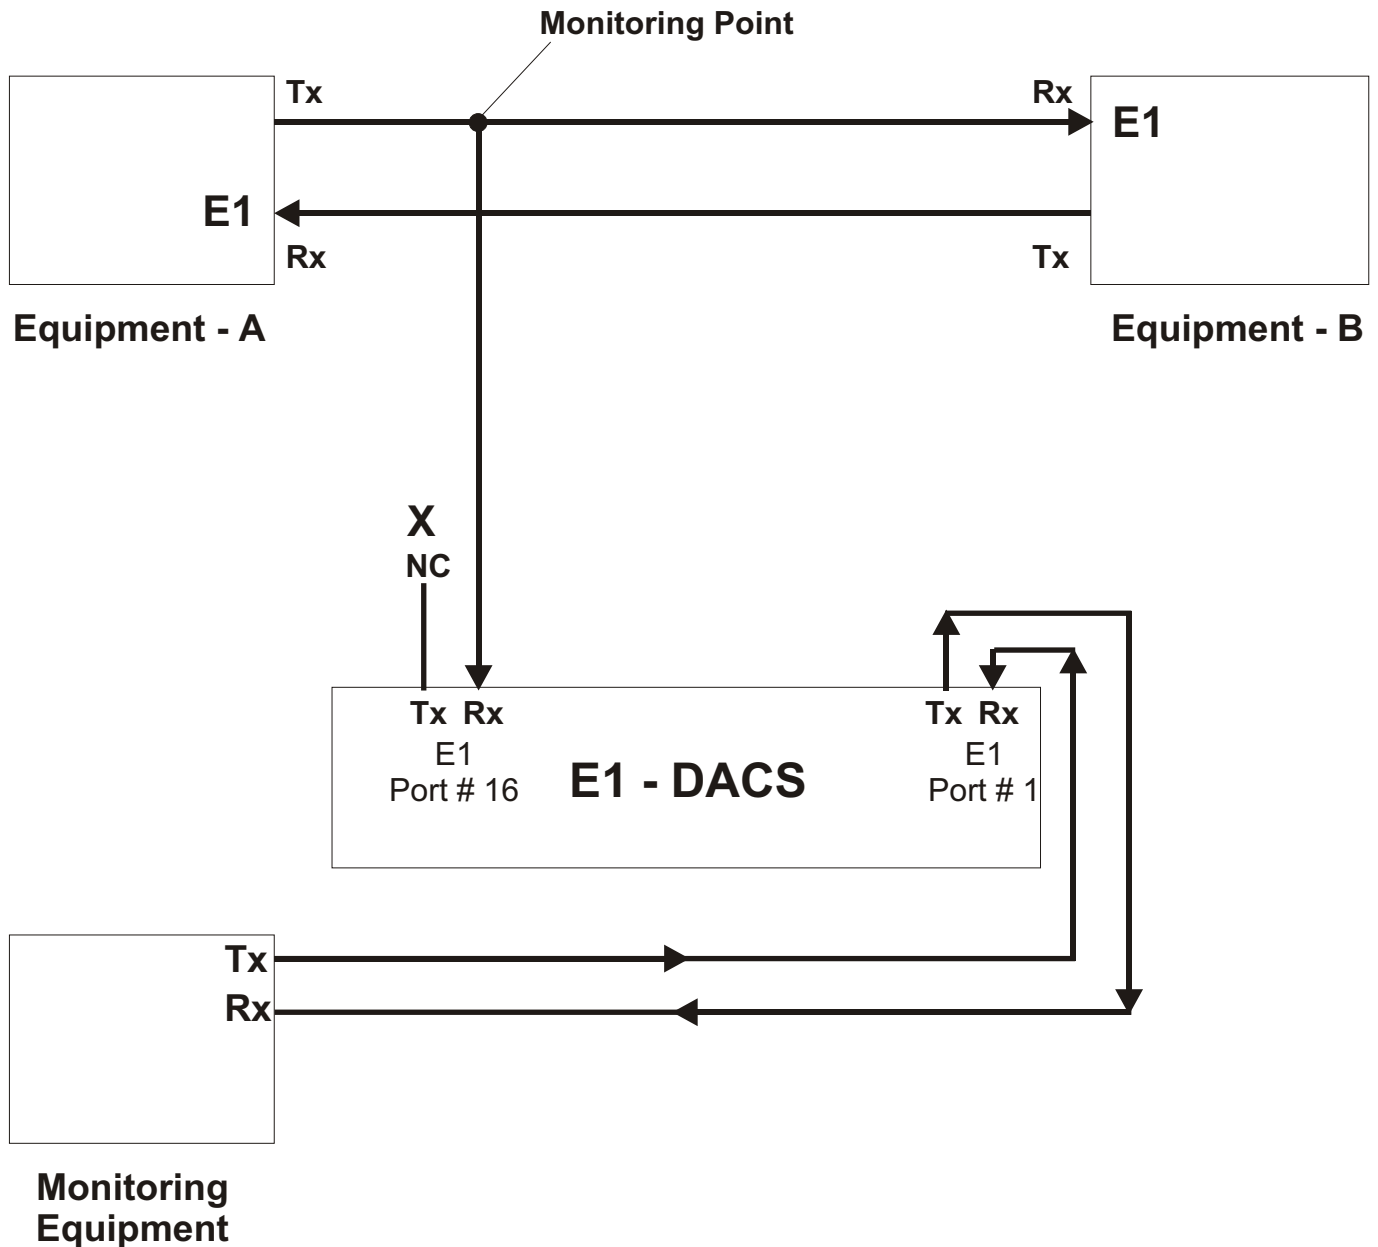 Monitoring Point
Tx
Rx
E1
E1
Rx
Tx
Equipment - A
Equipment - B
X
NC
Tx Rx
Tx Rx
E1
Port # 16
E1 - DACS
E1
Port # 1
Tx
Rx
Monitoring
Equipment